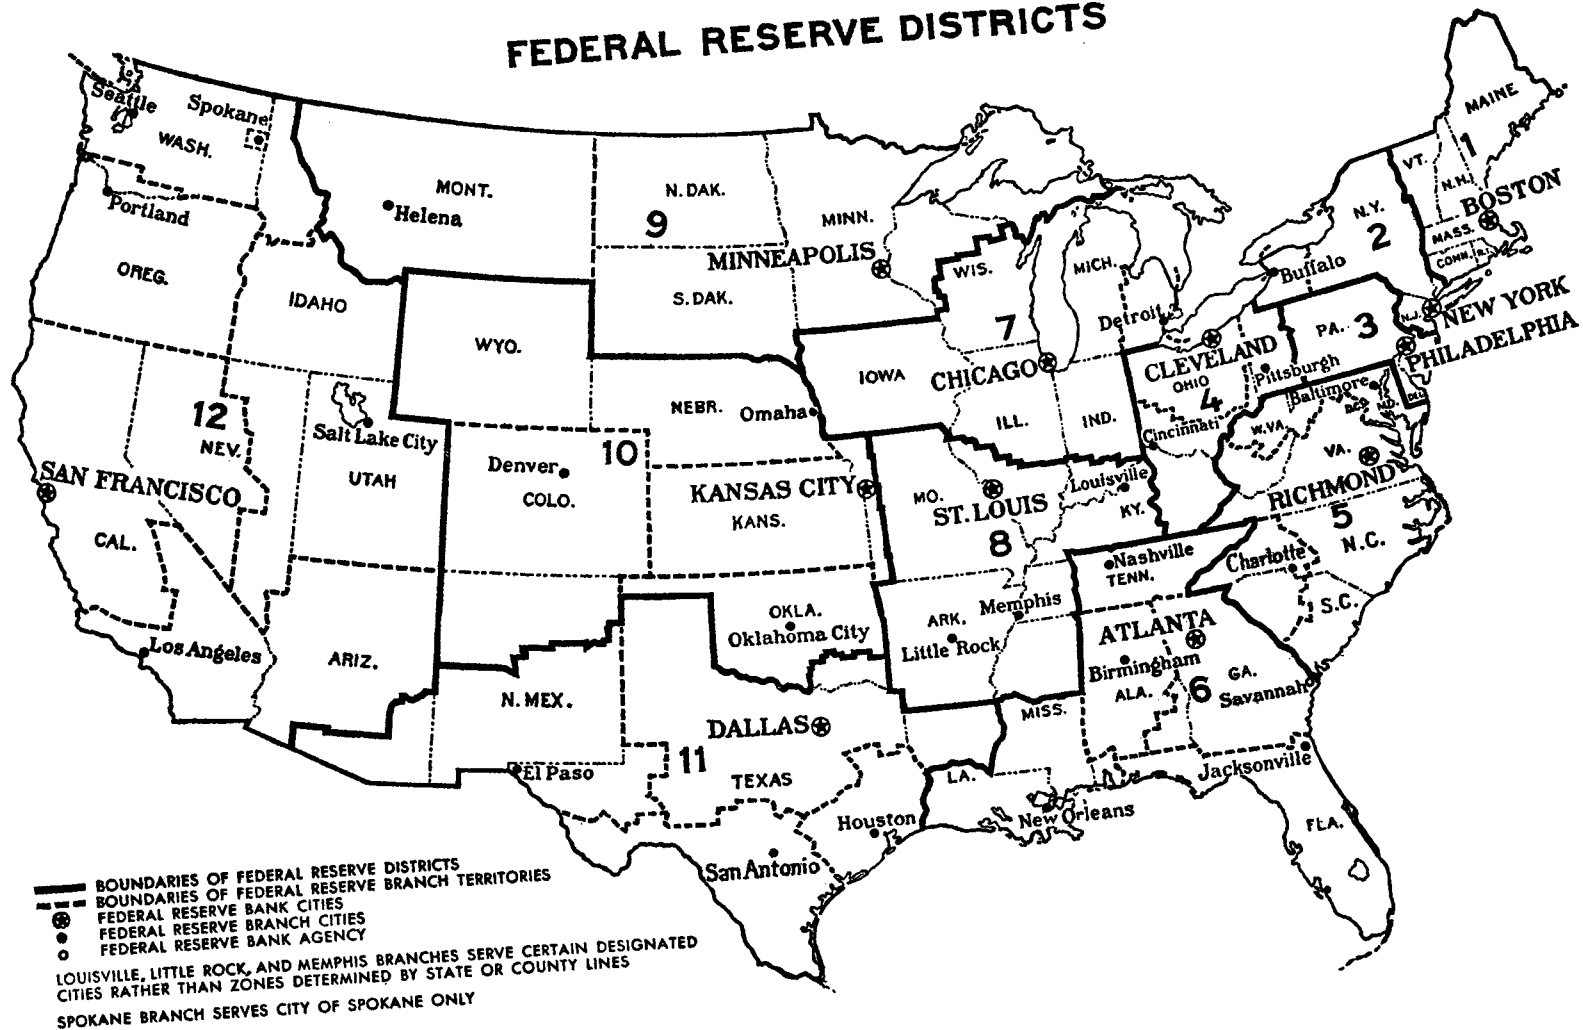 FEDERAL RESERVE DISTRICTS
Seattle
Spokane
WASH.
Portland
OREG.
IDAHO
MONT.
Helena
N. DAK.
9
MINN.
MINNEAPOLIS
S. DAK.
WYO.
WIS.
MICH.
7
Detroit
IOWA
CHICAGO
ILL.
IND.
MAINE
1
VT.
N.H.
BOSTON
MASS.
CONN.
R.I.
N.Y.
2
Buffalo
NEW YORK
N.J.
PA.
3
PHILADELPHIA
CLEVELAND
OHIO
4
Pittsburgh
Cincinnati
Baltimore
D.C.
MD.
DEL.
W.VA.
VA.
RICHMOND
5
N.C.
Charlotte
S.C.
12
NEV.
SAN FRANCISCO
CAL.
Los Angeles
Salt Lake City
UTAH
ARIZ.
NEBR.
Omaha
10
Denver
COLO.
KANSAS CITY
KANS.
OKLA.
Oklahoma City
MO.
ST. LOUIS
8
Louisville
KY.
ARK.
Memphis
Little Rock
Nashville
TENN.
ATLANTA
Birmingham
ALA.
6
GA.
Savannah
MISS.
Jacksonville
FLA.
LA.
New Orleans
N. MEX.
El Paso
DALLAS
11
TEXAS
Houston
San Antonio
BOUNDARIES OF FEDERAL RESERVE DISTRICTS
BOUNDARIES OF FEDERAL RESERVE BRANCH TERRITORIES
FEDERAL RESERVE BANK CITIES
FEDERAL RESERVE BRANCH CITIES
FEDERAL RESERVE BANK AGENCY
LOUISVILLE, LITTLE ROCK, AND MEMPHIS BRANCHES SERVE CERTAIN DESIGNATED
CITIES RATHER THAN ZONES DETERMINED BY STATE OR COUNTY LINES
SPOKANE BRANCH SERVES CITY OF SPOKANE ONLY